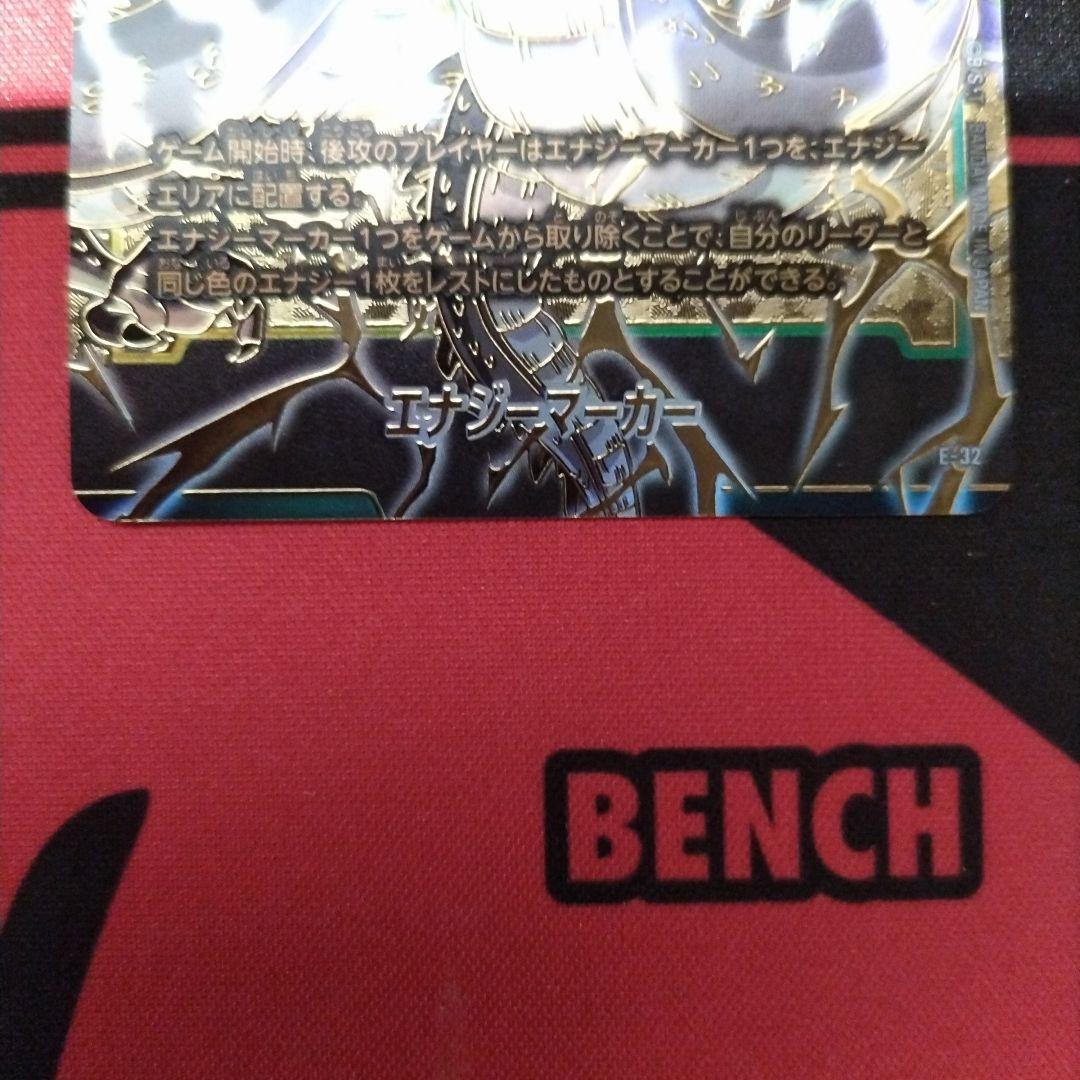 ゲーム開始時、後攻のプレイヤーはエナジーマーカー1つを、エナジー
エリアに配置する。
エナジーマーカー1つをゲームから取り除くことで、自分のリーダーと
同じ色のエナジー1枚をレストにしたものとすることができる。
エナジーマーカー
E-32
BENCH